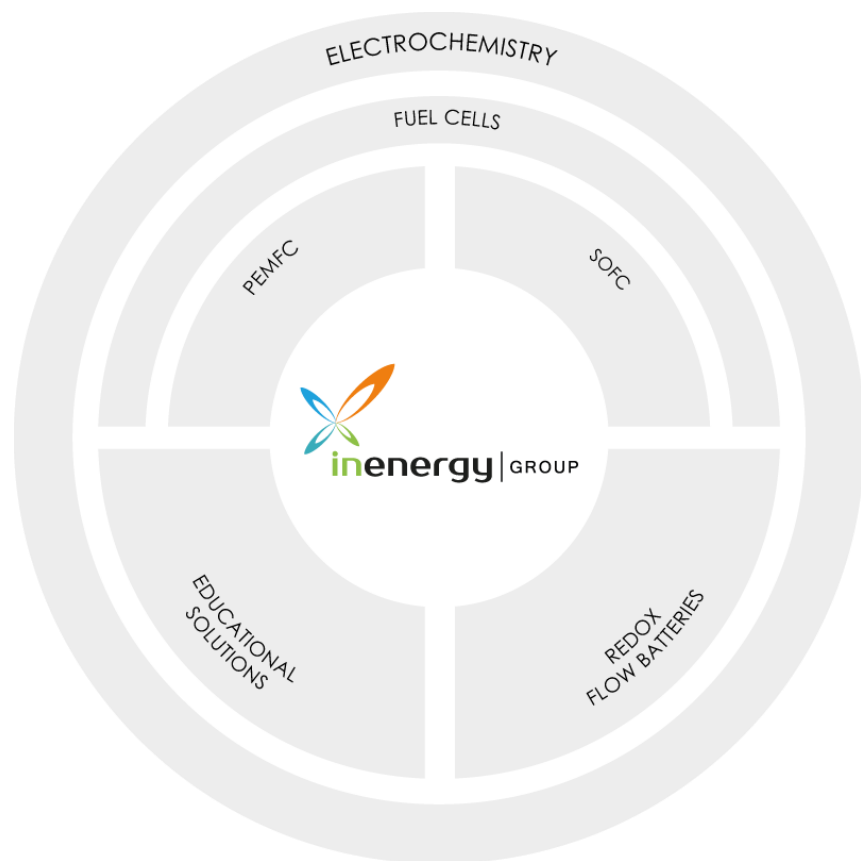 ELECTROCHEMISTRY
FUEL CELLS
PEMFC
SOFC
inenergy | GROUP
EDUCATIONAL
SOLUTIONS
REDOX
FLOW BATTERIES